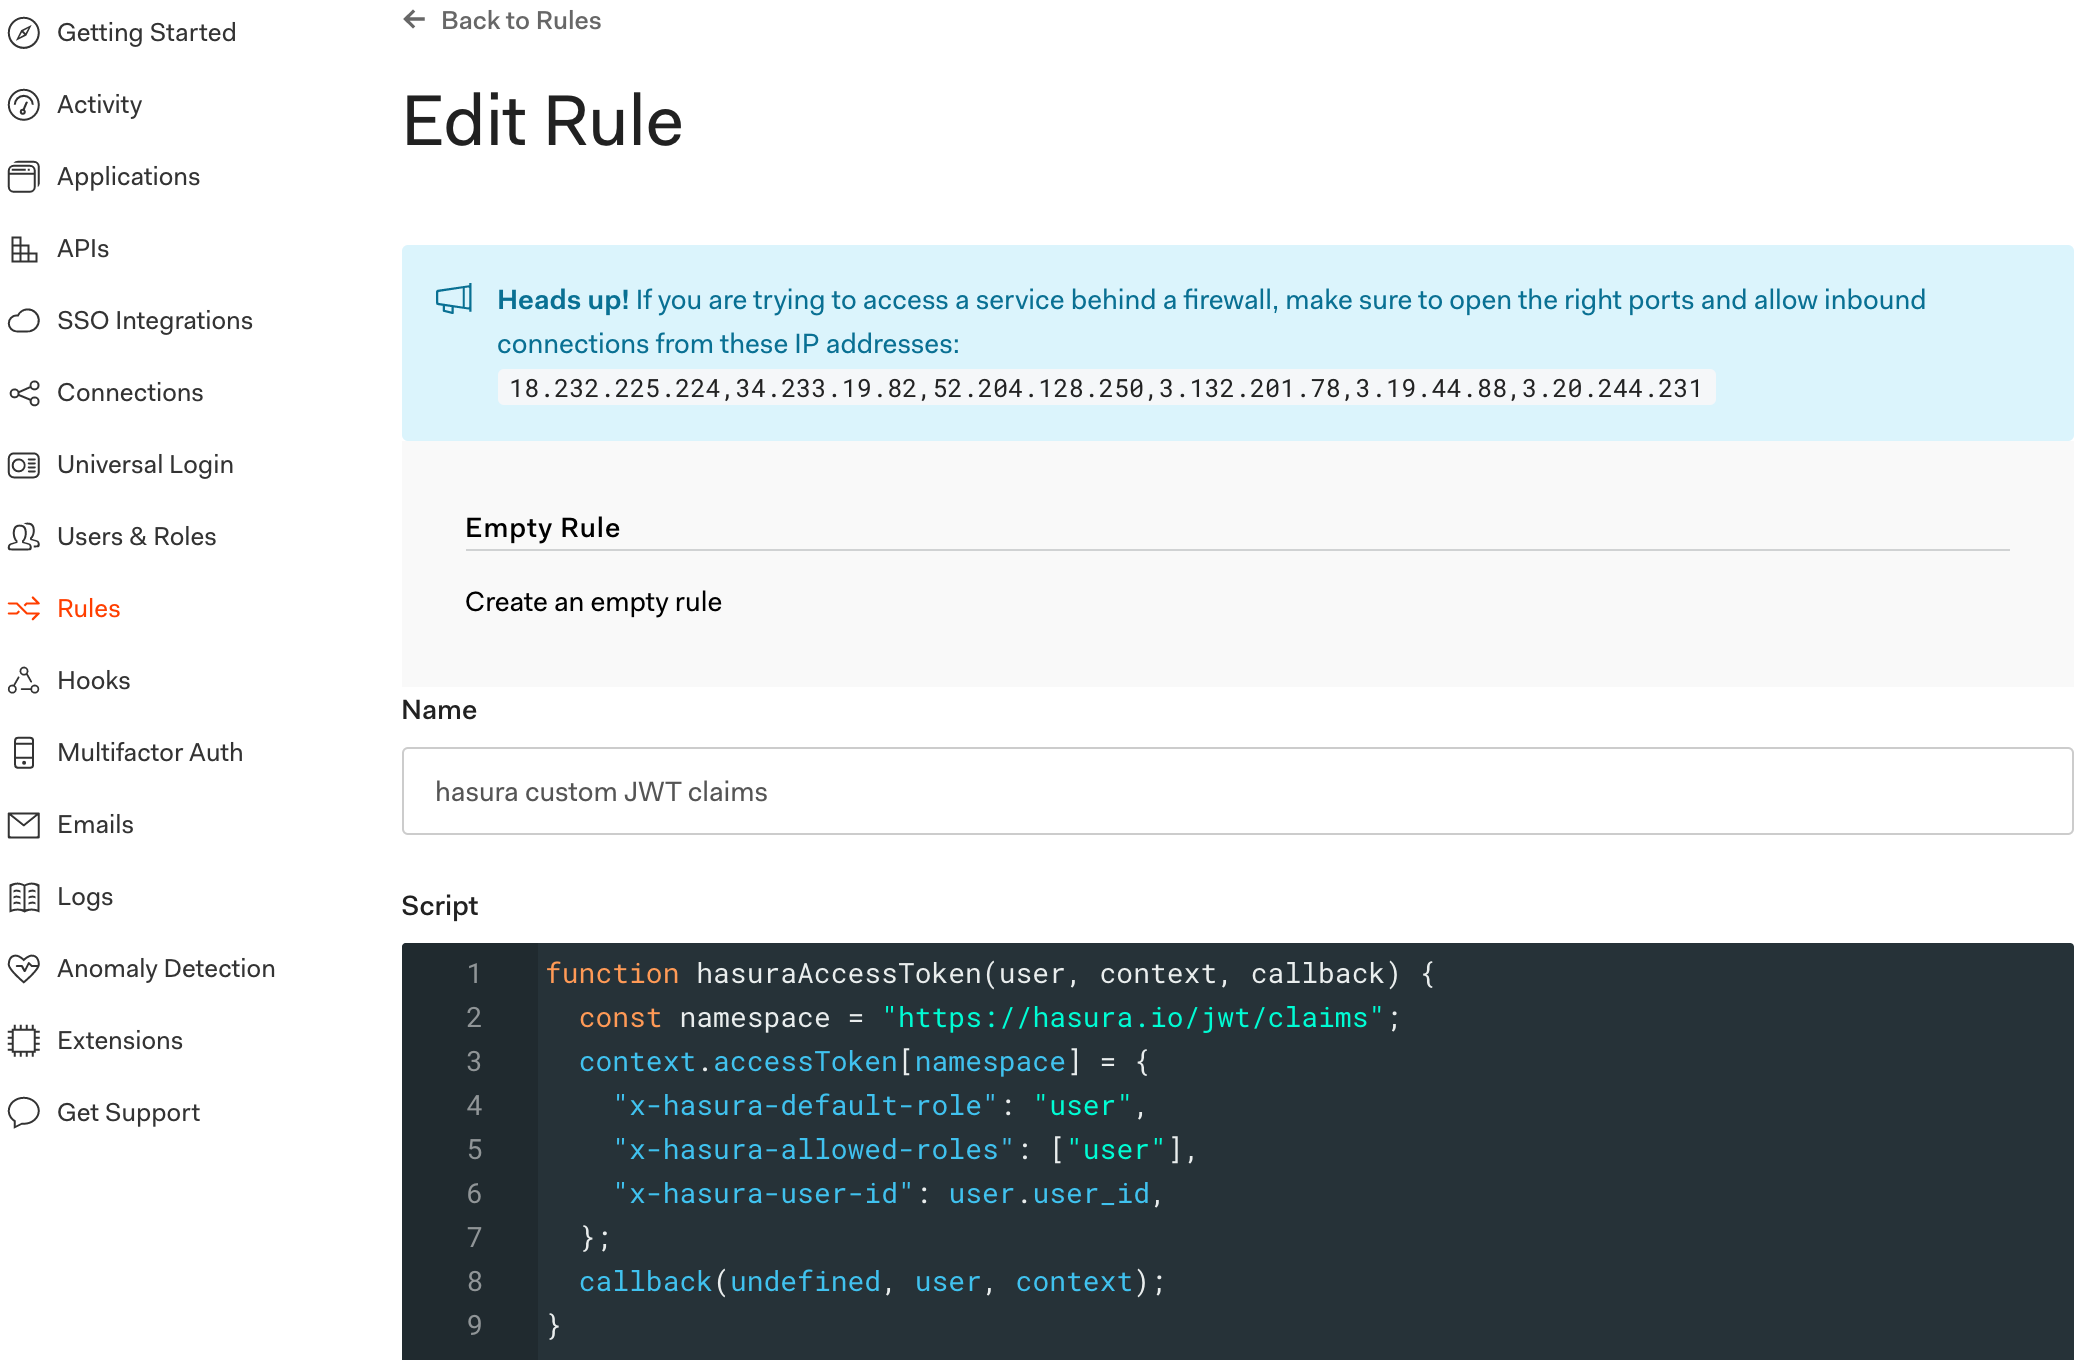 Getting Started
Activity
Applications
APIs
SSO Integrations
Connections
Universal Login
Users & Roles
Rules
Hooks
Multifactor Auth
Emails
Logs
Anomaly Detection
Extensions
Get Support
← Back to Rules
Edit Rule
Heads up! If you are trying to access a service behind a firewall, make sure to open the right ports and allow inbound
connections from these IP addresses:
18.232.225.224,34.233.19.82,52.204.128.250,3.132.201.78,3.19.44.88,3.20.244.231
Empty Rule
Create an empty rule
Name
hasura custom JWT claims
Script
1 function hasuraAccessToken(user, context, callback) {
2   const namespace = "https://hasura.io/jwt/claims";
3   context.accessToken[namespace] = {
4     "x-hasura-default-role": "user",
5     "x-hasura-allowed-roles": ["user"],
6     "x-hasura-user-id": user.user_id,
7   };
8   callback(undefined, user, context);
9 }